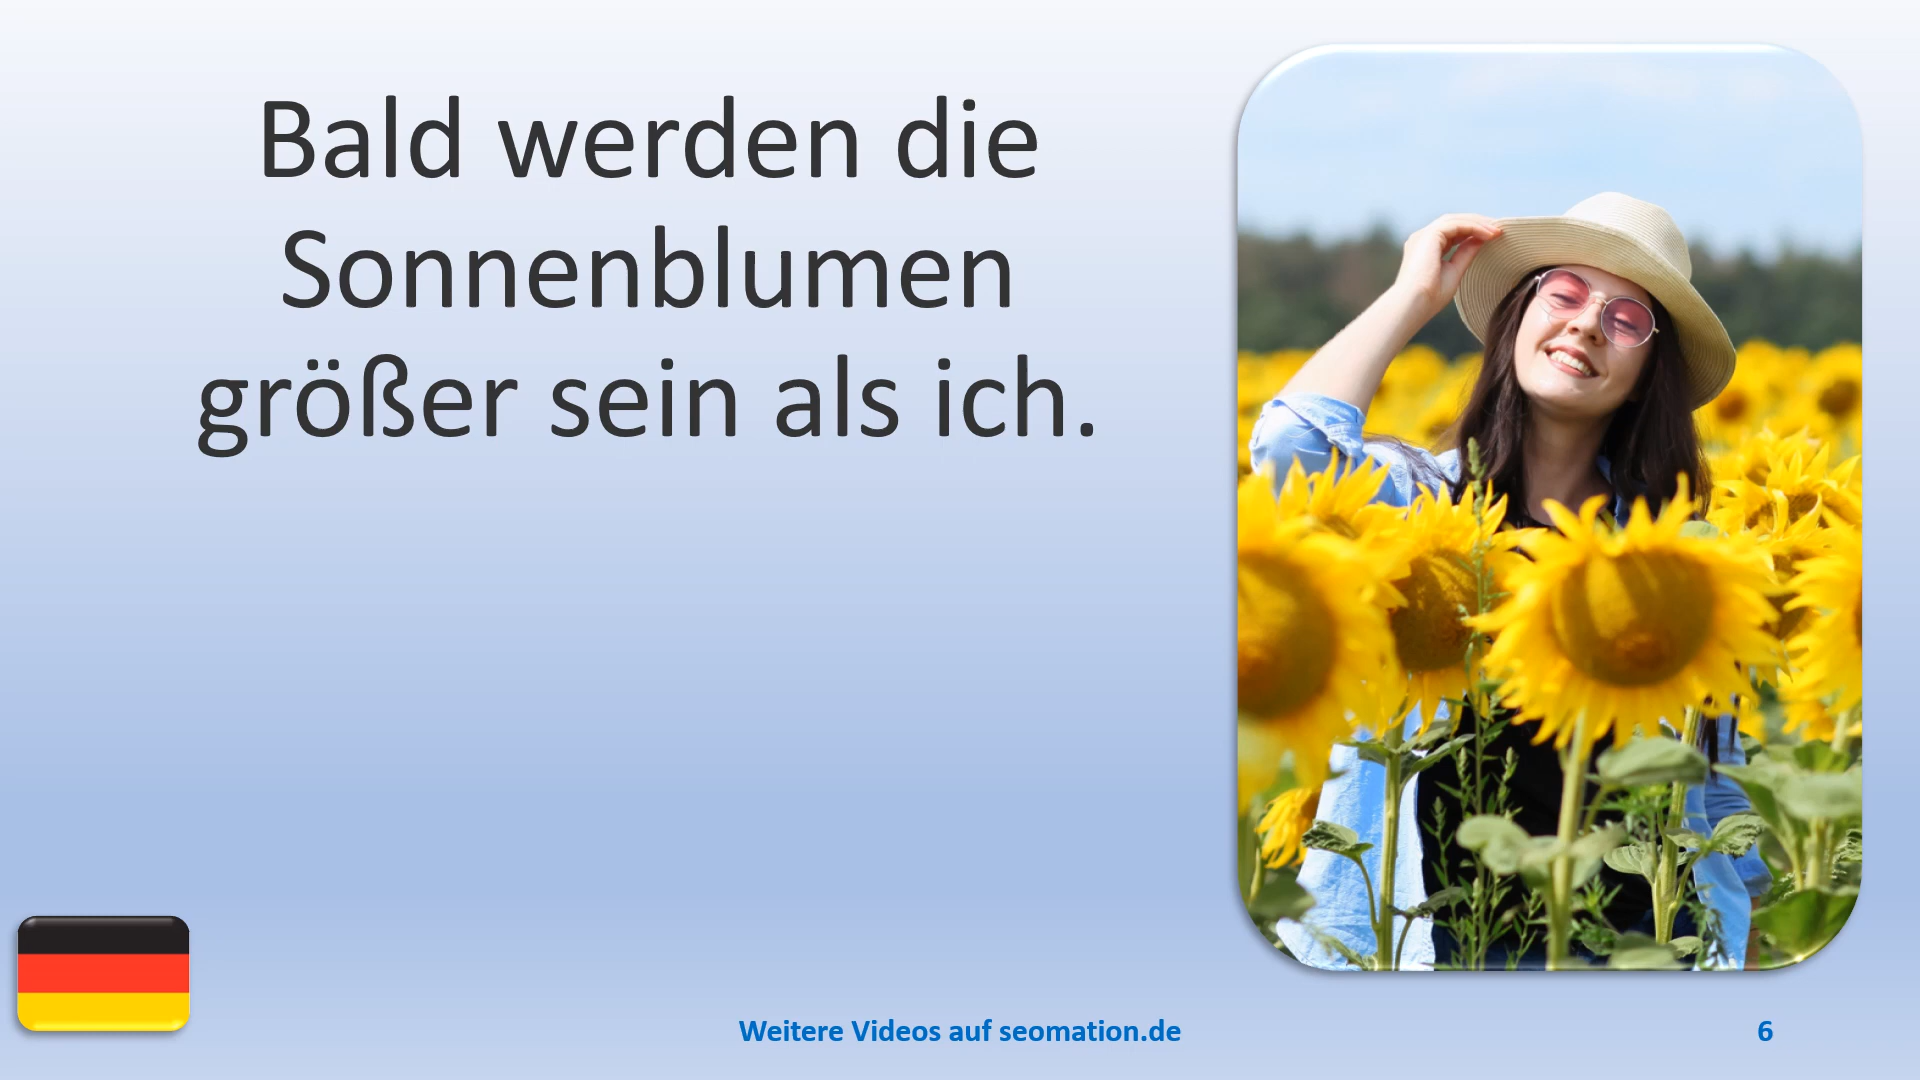 Bald werden die
Sonnenblumen
größer sein als ich.
Weitere Videos auf seomation.de
6